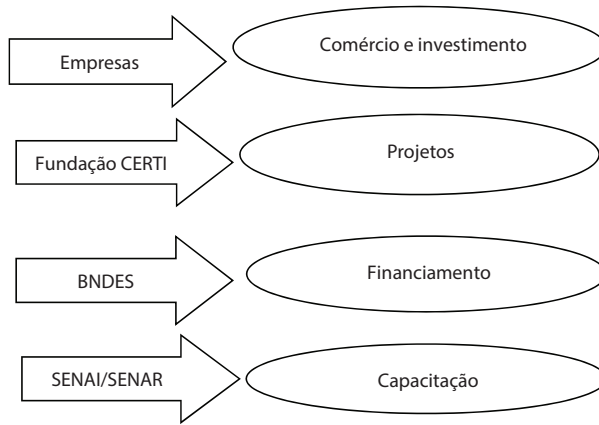 Empresas
Comércio e investimento
Fundação CERTI
Projetos
BNDES
Financiamento
SENAI/SENAR
Capacitação